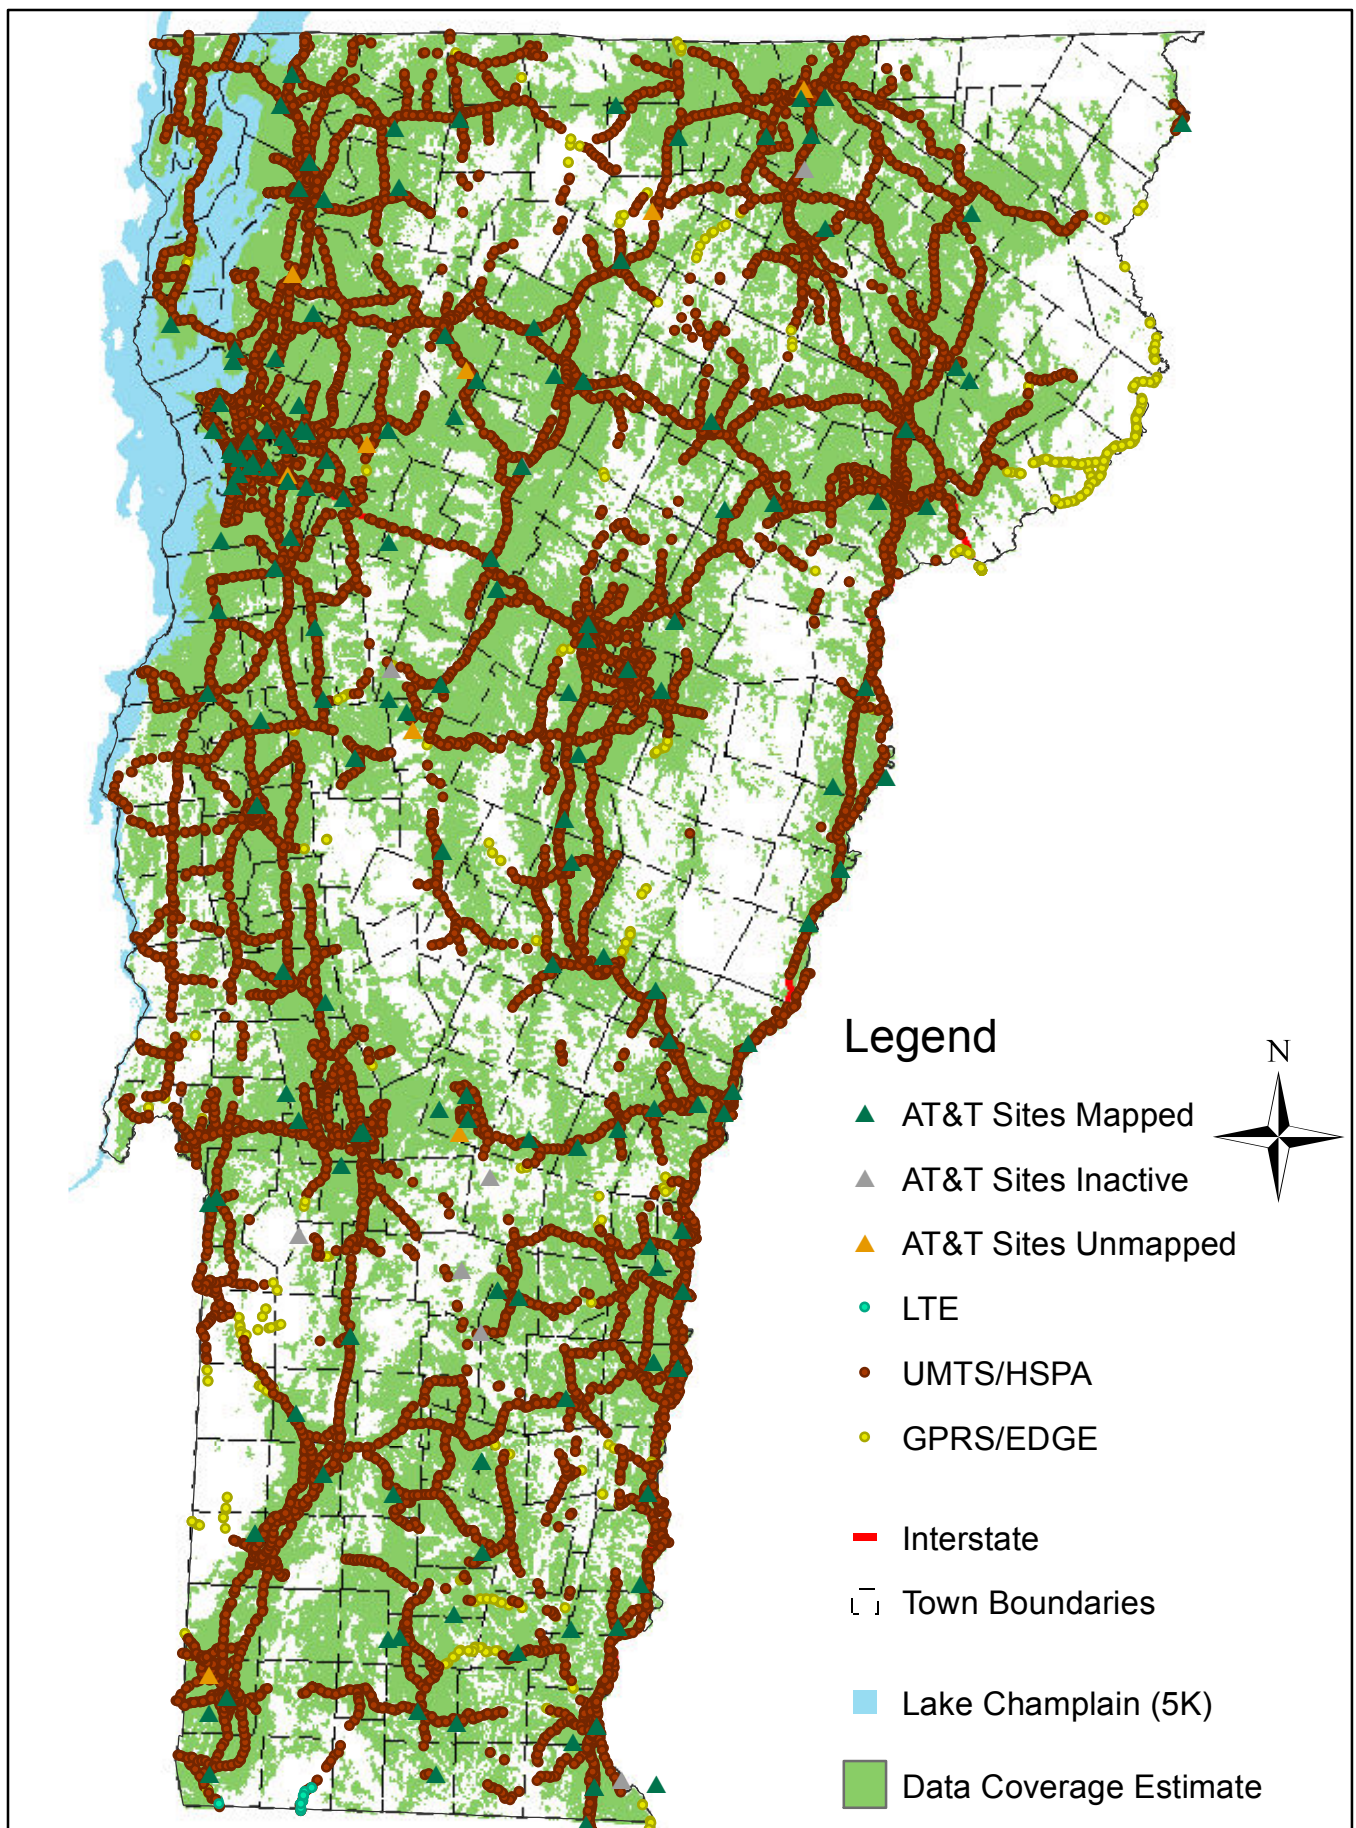 Legend
N
AT&T Sites Mapped
AT&T Sites Inactive
AT&T Sites Unmapped
LTE
UMTS/HSPA
GPRS/EDGE
Interstate
Town Boundaries
Lake Champlain (5K)
Data Coverage Estimate